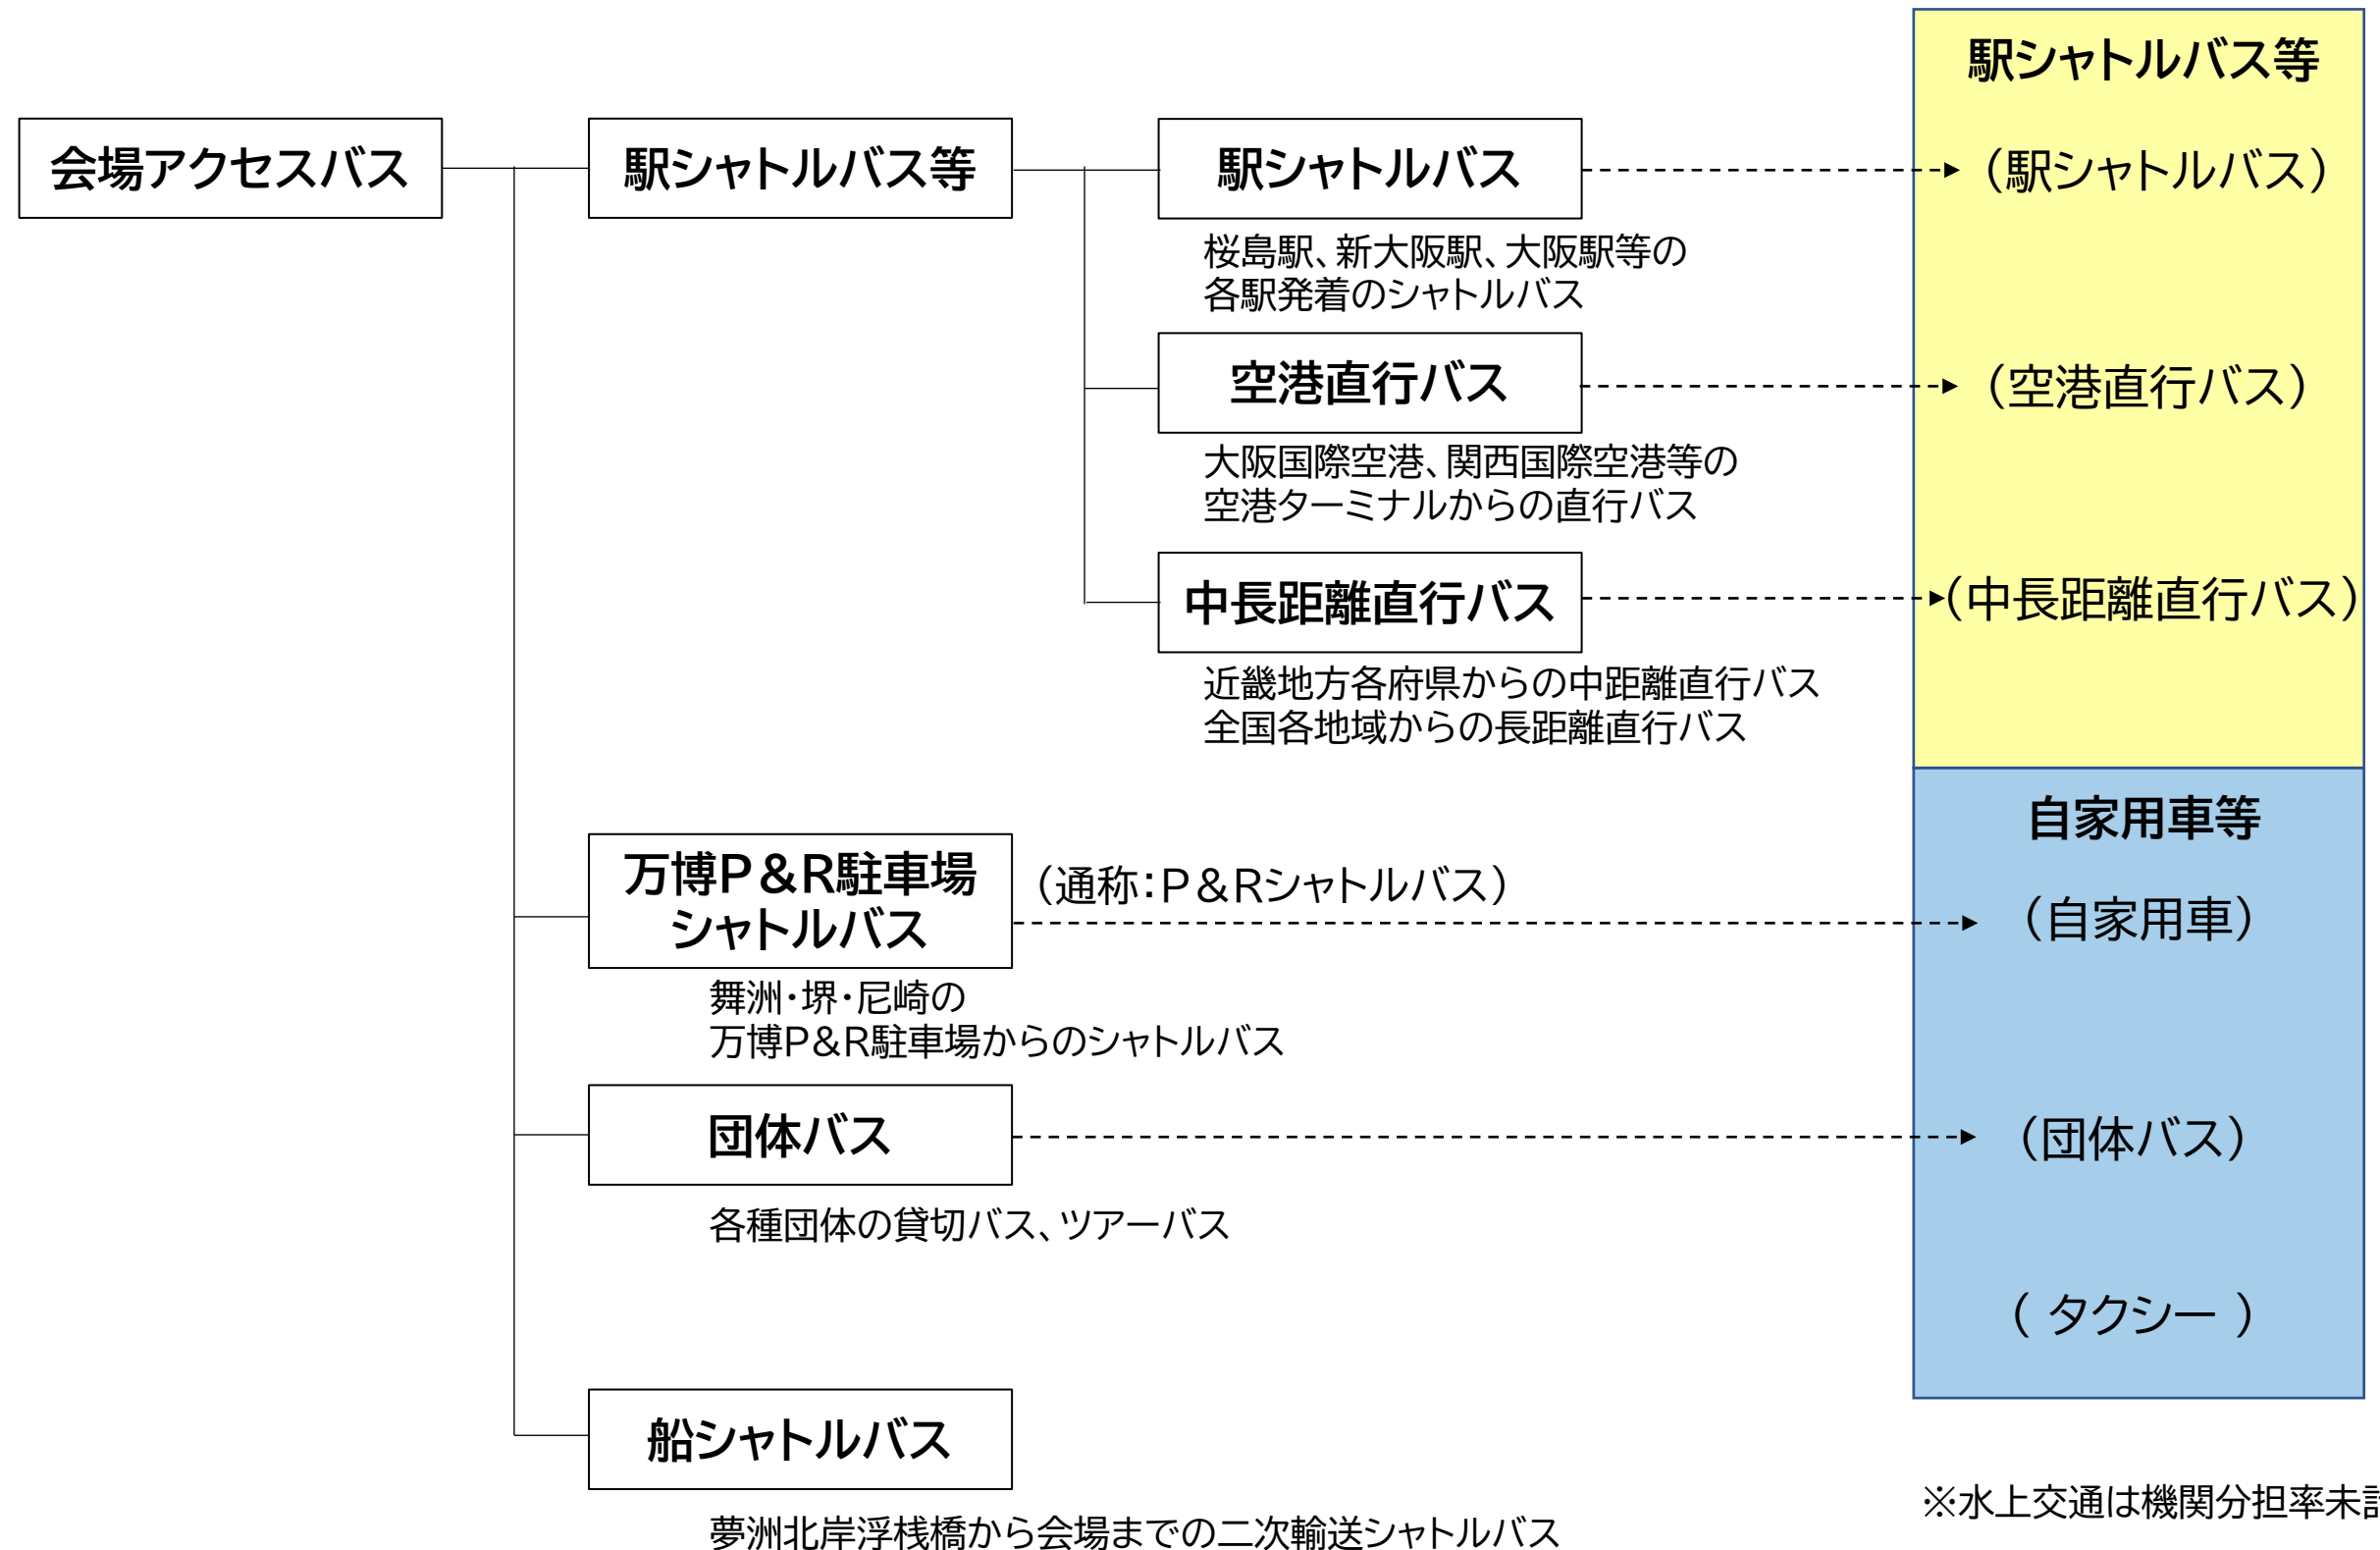 会場アクセスバス
駅シャトルバス等
駅シャトルバス
桜島駅、新大阪駅、大阪駅等の
各駅発着のシャトルバス
空港直行バス
大阪国際空港、関西国際空港等の
空港ターミナルからの直行バス
中長距離直行バス
近畿地方各府県からの中距離直行バス
全国各地域からの長距離直行バス
万博P&R駐車場
シャトルバス
（通称：P&Rシャトルバス）
舞洲・堺・尼崎の
万博P&R駐車場からのシャトルバス
団体バス
各種団体の貸切バス、ツアーバス
船シャトルバス
夢洲北岸浮桟橋から会場までの二次輸送シャトルバス
駅シャトルバス等
（駅シャトルバス）
（空港直行バス）
（中長距離直行バス）
自家用車等
（自家用車）
（団体バス）
（ タクシー ）
※水上交通は機関分担率未